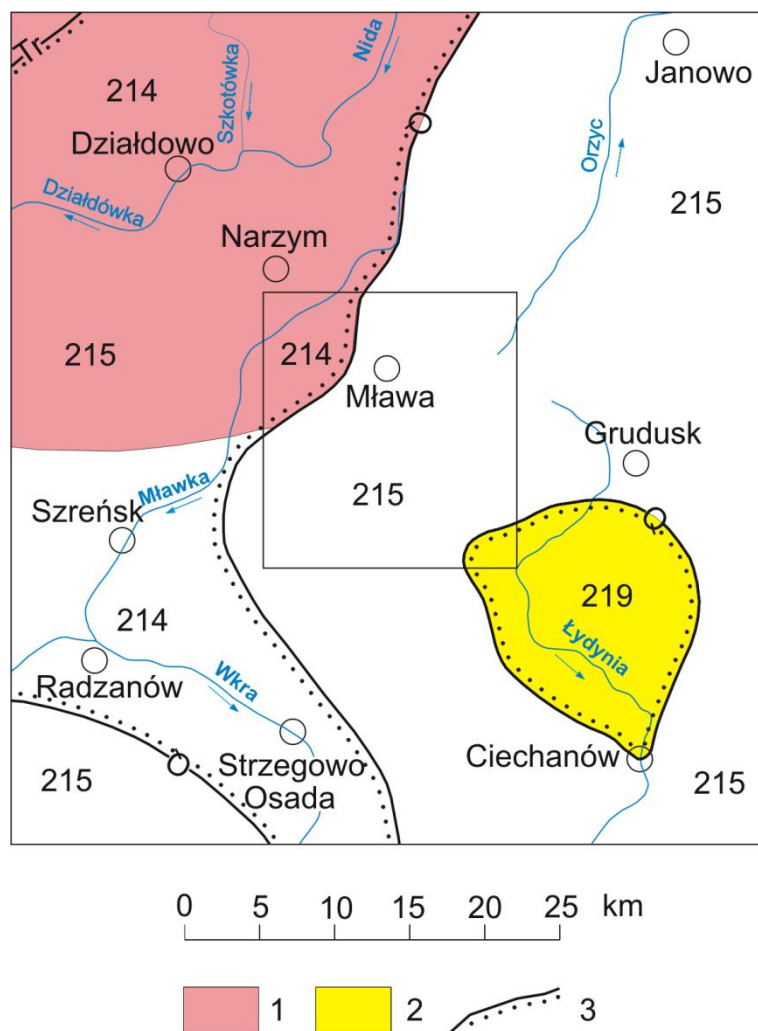 Tr
214
Szkotówka
Nida
Janowo
Działdowo
Q
Orzyc
Działdówka
Narzym
215
215
214
Mława
Grudusk
215
Mławka
Szreńsk
Q
219
214
Łydynia
Radzanów
Wkra
Q
Strzegowo
Osada
Ciechanów
215
215
0 5 10 15 20 25 km
1 2 3